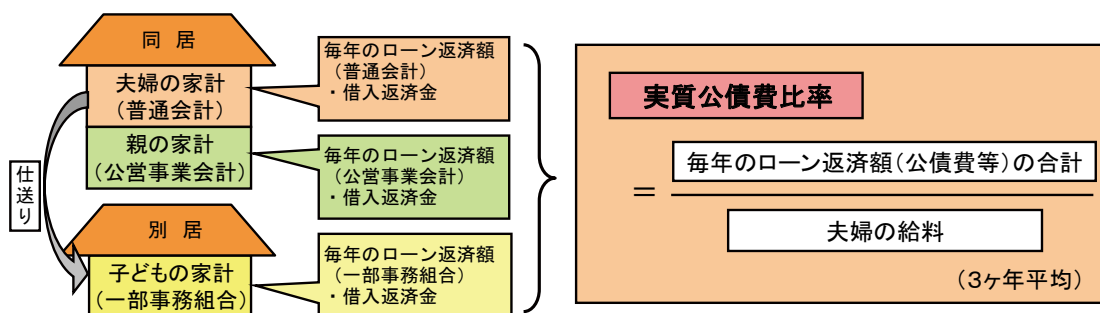 同 居
夫婦の家計
(普通会計)
親の家計
(公営事業会計)
仕送り
別 居
子どもの家計
(一部事務組合)
毎年のローン返済額
(普通会計)
・借入返済金
毎年のローン返済額
(公営事業会計)
・借入返済金
毎年のローン返済額
(一部事務組合)
・借入返済金
実質公債費比率
=
毎年のローン返済額(公債費等)の合計
夫婦の給料
(3ヶ年平均)